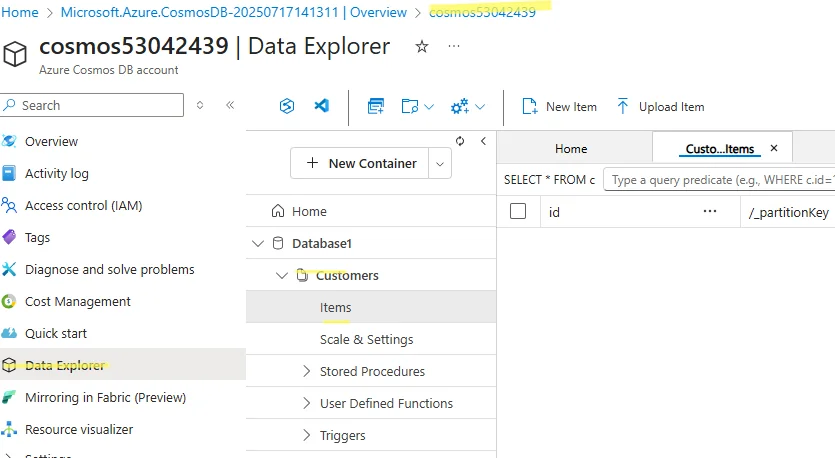 Home > Microsoft.Azure.CosmosDB-20250717141311 | Overview > cosmos53042439
cosmos53042439 | Data Explorer
Azure Cosmos DB account
Search
Overview
Activity log
Access control (IAM)
Tags
Diagnose and solve problems
Cost Management
Quick start
Data Explorer
Mirroring in Fabric (Preview)
Resource visualizer
Settings
New Item
Upload Item
New Container
Home
Database1
Customers
Items
Scale & Settings
Stored Procedures
User Defined Functions
Triggers
Home
Custo...Items
SELECT * FROM c
Type a query predicate (e.g., WHERE c.id='
id
/_partitionKey